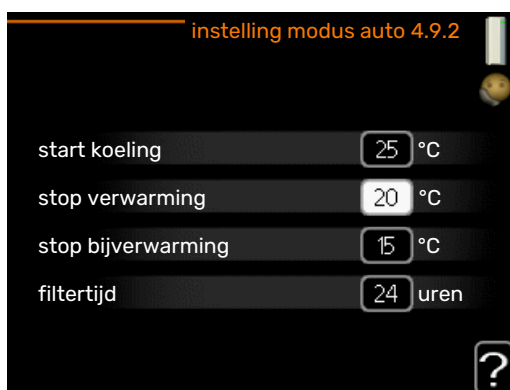 instelling modus auto 4.9.2
start koeling 25 °C
stop verwarming 20 °C
stop bijverwarming 15 °C
filtertijd 24 uren
?